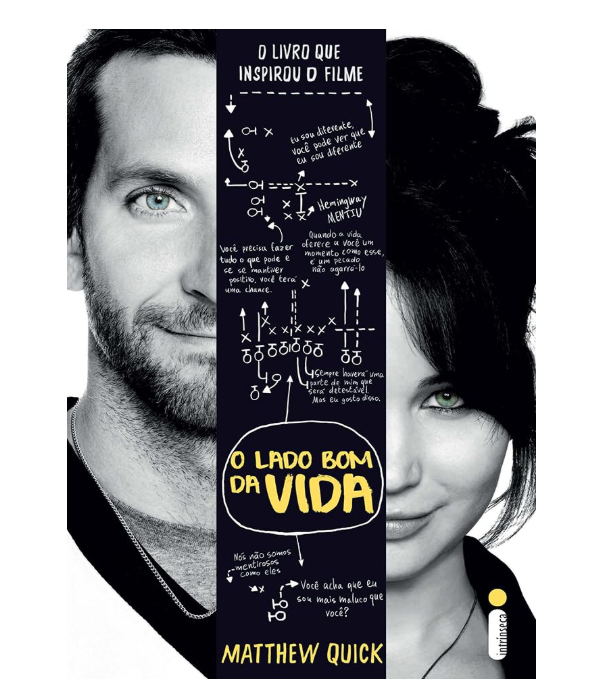 O LIVRO QUE
INSPIROU O FILME
Eu sou diferente,
você pode ver que
eu sou diferente
Hemingway
MENTIU
Você precisa fazer
tudo o que pode e
se se mantiver
positivo, você terá
uma chance.
Quando a vida
oferece a você um
momento como esse,
é um pecado
não agarrá-lo
Sempre haverá uma
parte de mim que
será detestável.
Mas eu gosto disso.
O LADO BOM
DA VIDA
Nós não somos
mentirosos
como eles
Você acha que eu
sou mais maluco que
você?
MATTHEW QUICK
intrínseca